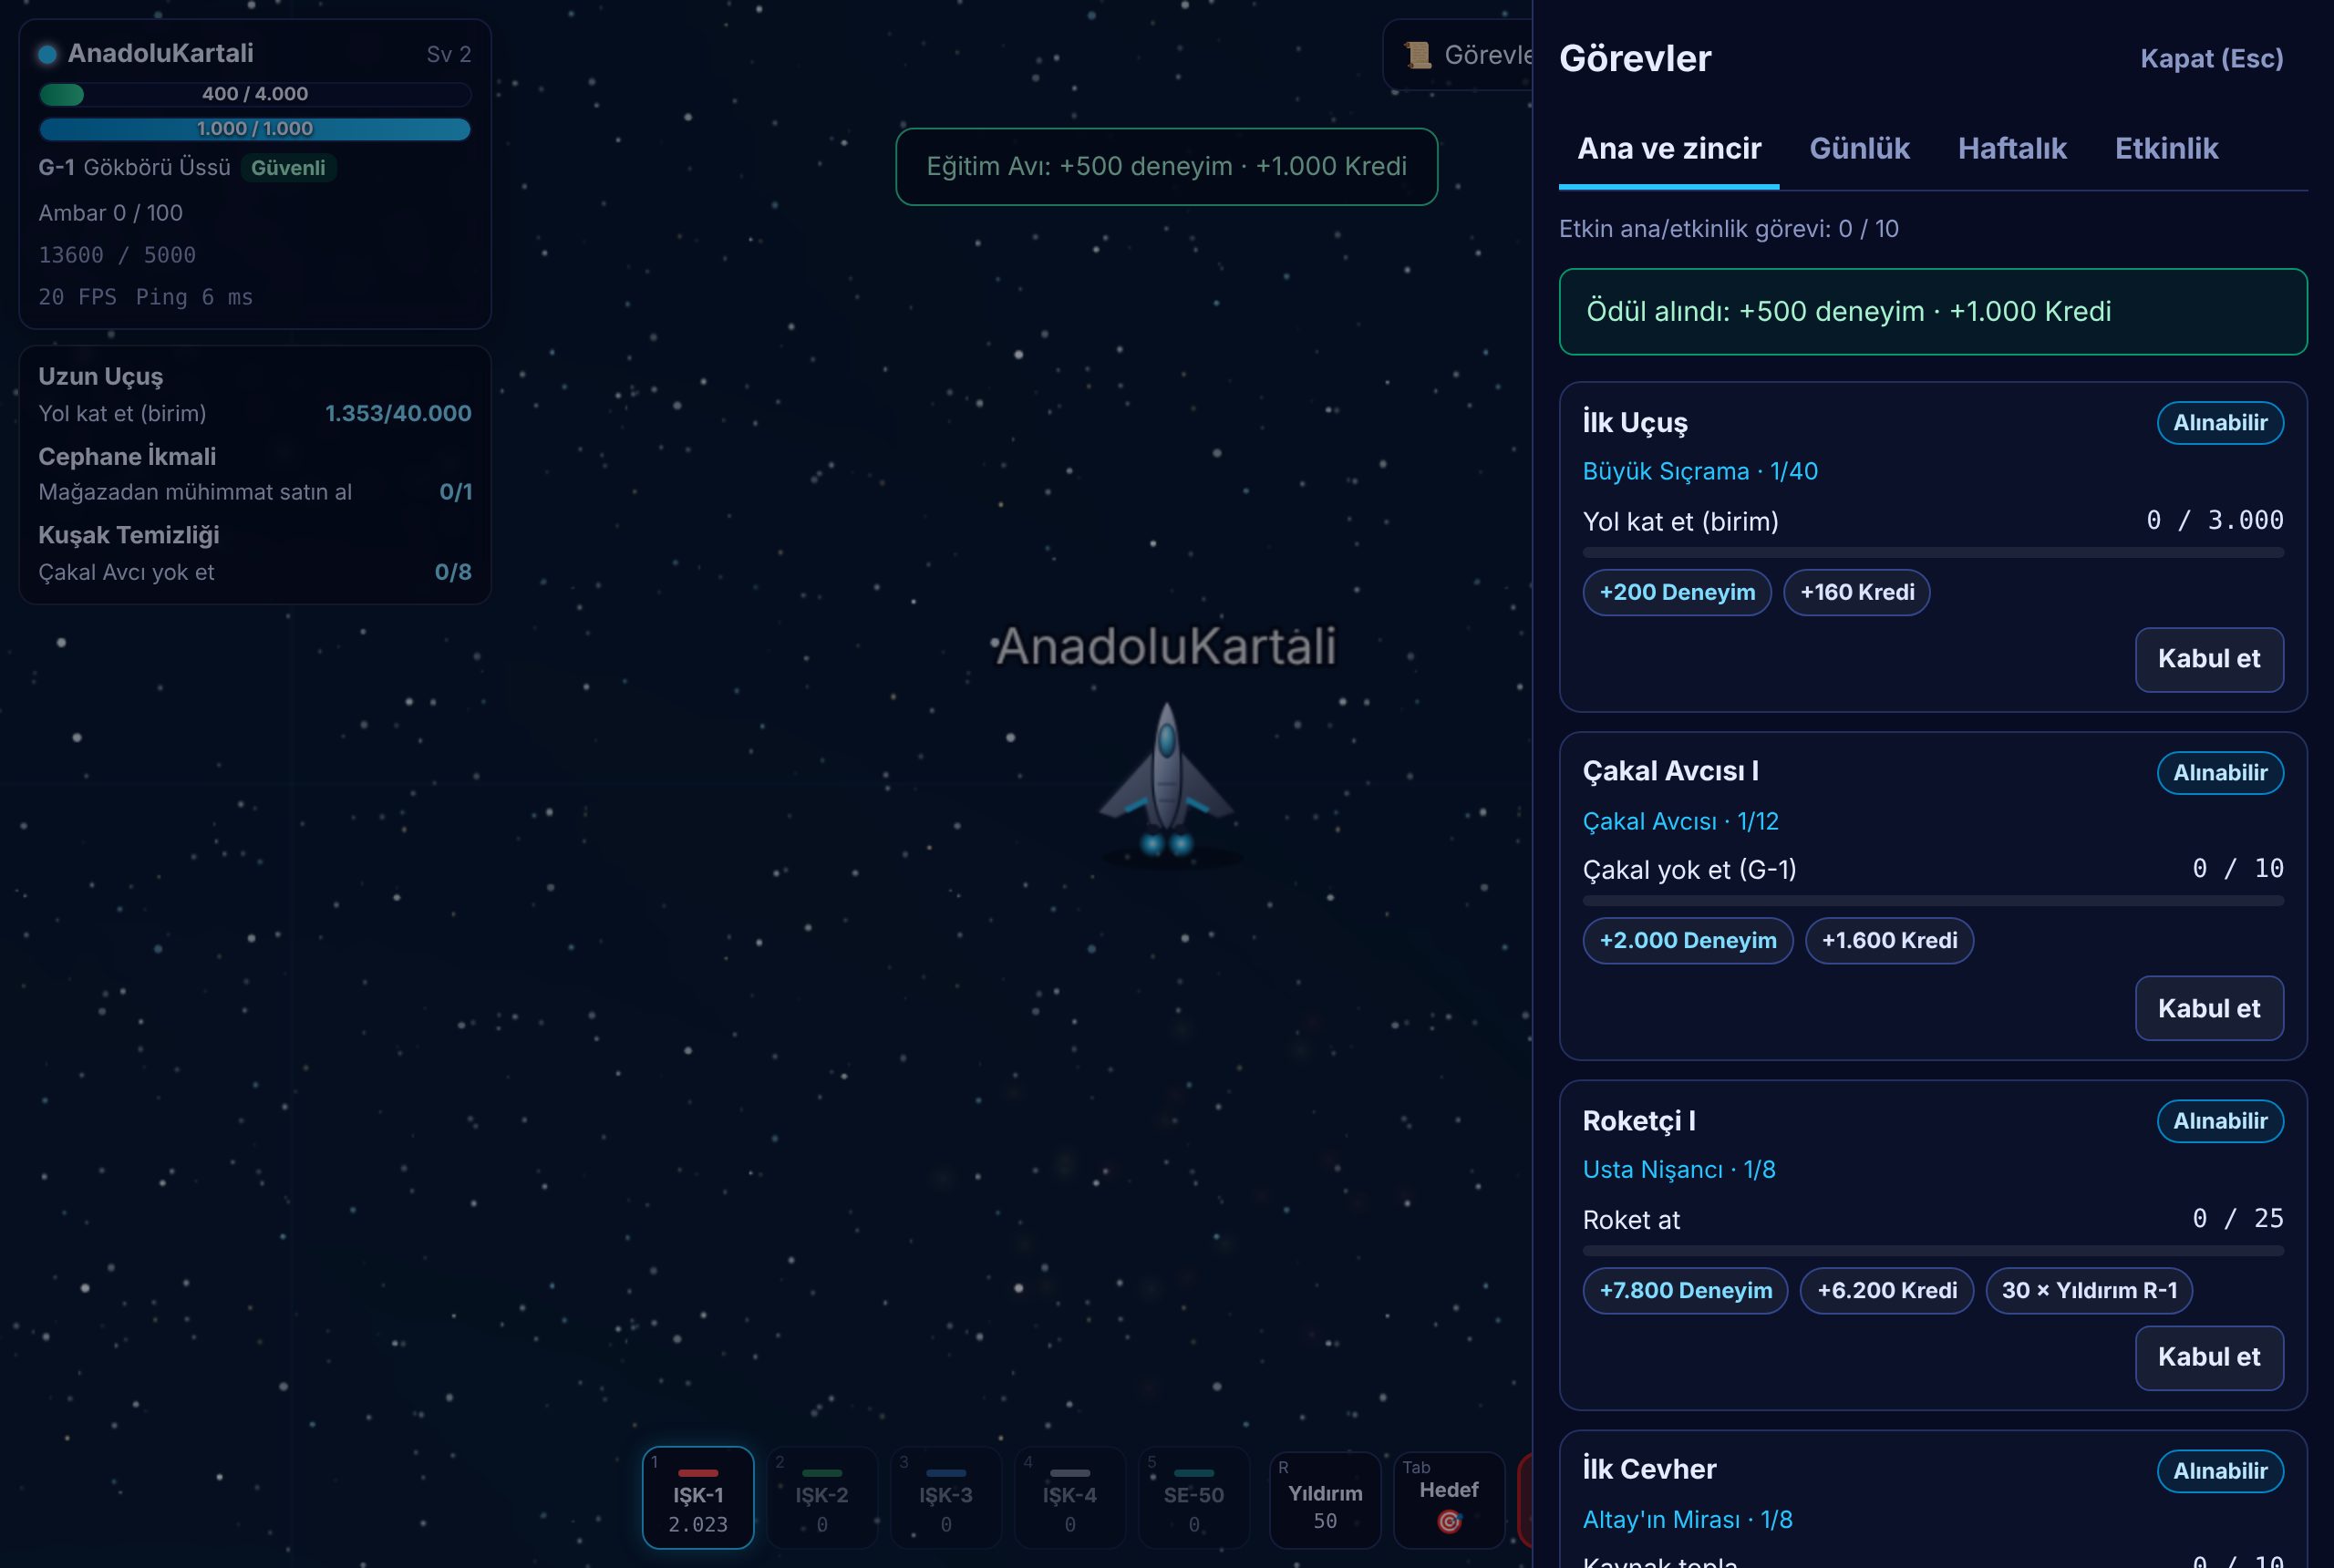 AnadoluKartali Sv 2
400 / 4.000
1.000 / 1.000
G-1 Gökbörü Üssü Güvenli
Ambar 0 / 100
13600 / 5000
20 FPS Ping 6 ms
Uzun Uçuş
Yol kat et (birim) 1.353/40.000
Cephane İkmali
Mağazadan mühimmat satın al 0/1
Kuşak Temizliği
Çakal Avcı yok et 0/8
Eğitim Avı: +500 deneyim · +1.000 Kredi
AnadoluKartali
1
IŞK-1
2.023
2
IŞK-2
0
3
IŞK-3
0
4
IŞK-4
0
5
SE-50
0
R
Yıldırım
50
Tab
Hedef
Görevler
Kapat (Esc)
Ana ve zincir Günlük Haftalık Etkinlik
Etkin ana/etkinlik görevi: 0 / 10
Ödül alındı: +500 deneyim · +1.000 Kredi
İlk Uçuş Alınabilir
Büyük Sıçrama · 1/40
Yol kat et (birim) 0 / 3.000
+200 Deneyim +160 Kredi
Kabul et
Çakal Avcısı I Alınabilir
Çakal Avcısı · 1/12
Çakal yok et (G-1) 0 / 10
+2.000 Deneyim +1.600 Kredi
Kabul et
Roketçi I Alınabilir
Usta Nişancı · 1/8
Roket at 0 / 25
+7.800 Deneyim +6.200 Kredi 30 × Yıldırım R-1
Kabul et
İlk Cevher Alınabilir
Altay'ın Mirası · 1/8
Kaynak topla 0 / 10